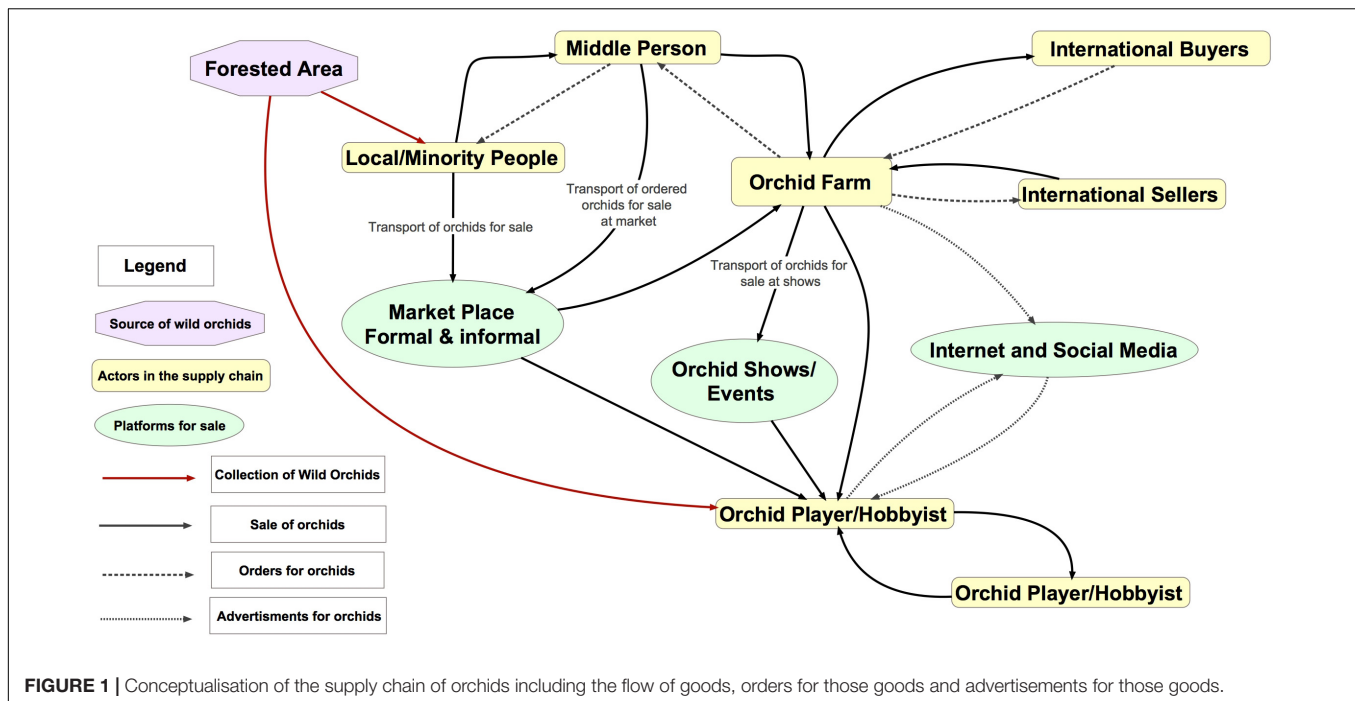 Forested Area
Middle Person
International Buyers
Local/Minority People
Orchid Farm
International Sellers
Transport of orchids for sale
Transport of ordered
orchids for sale
at market
Transport of orchids for
sale at shows
Market Place
Formal & informal
Orchid Shows/
Events
Internet and Social Media
Orchid Player/Hobbyist
Orchid Player/Hobbyist
Legend
Source of wild orchids
Actors in the supply chain
Platforms for sale
Collection of Wild Orchids
Sale of orchids
Orders for orchids
Advertisments for orchids
FIGURE 1 | Conceptualisation of the supply chain of orchids including the flow of goods, orders for those goods and advertisements for those goods.